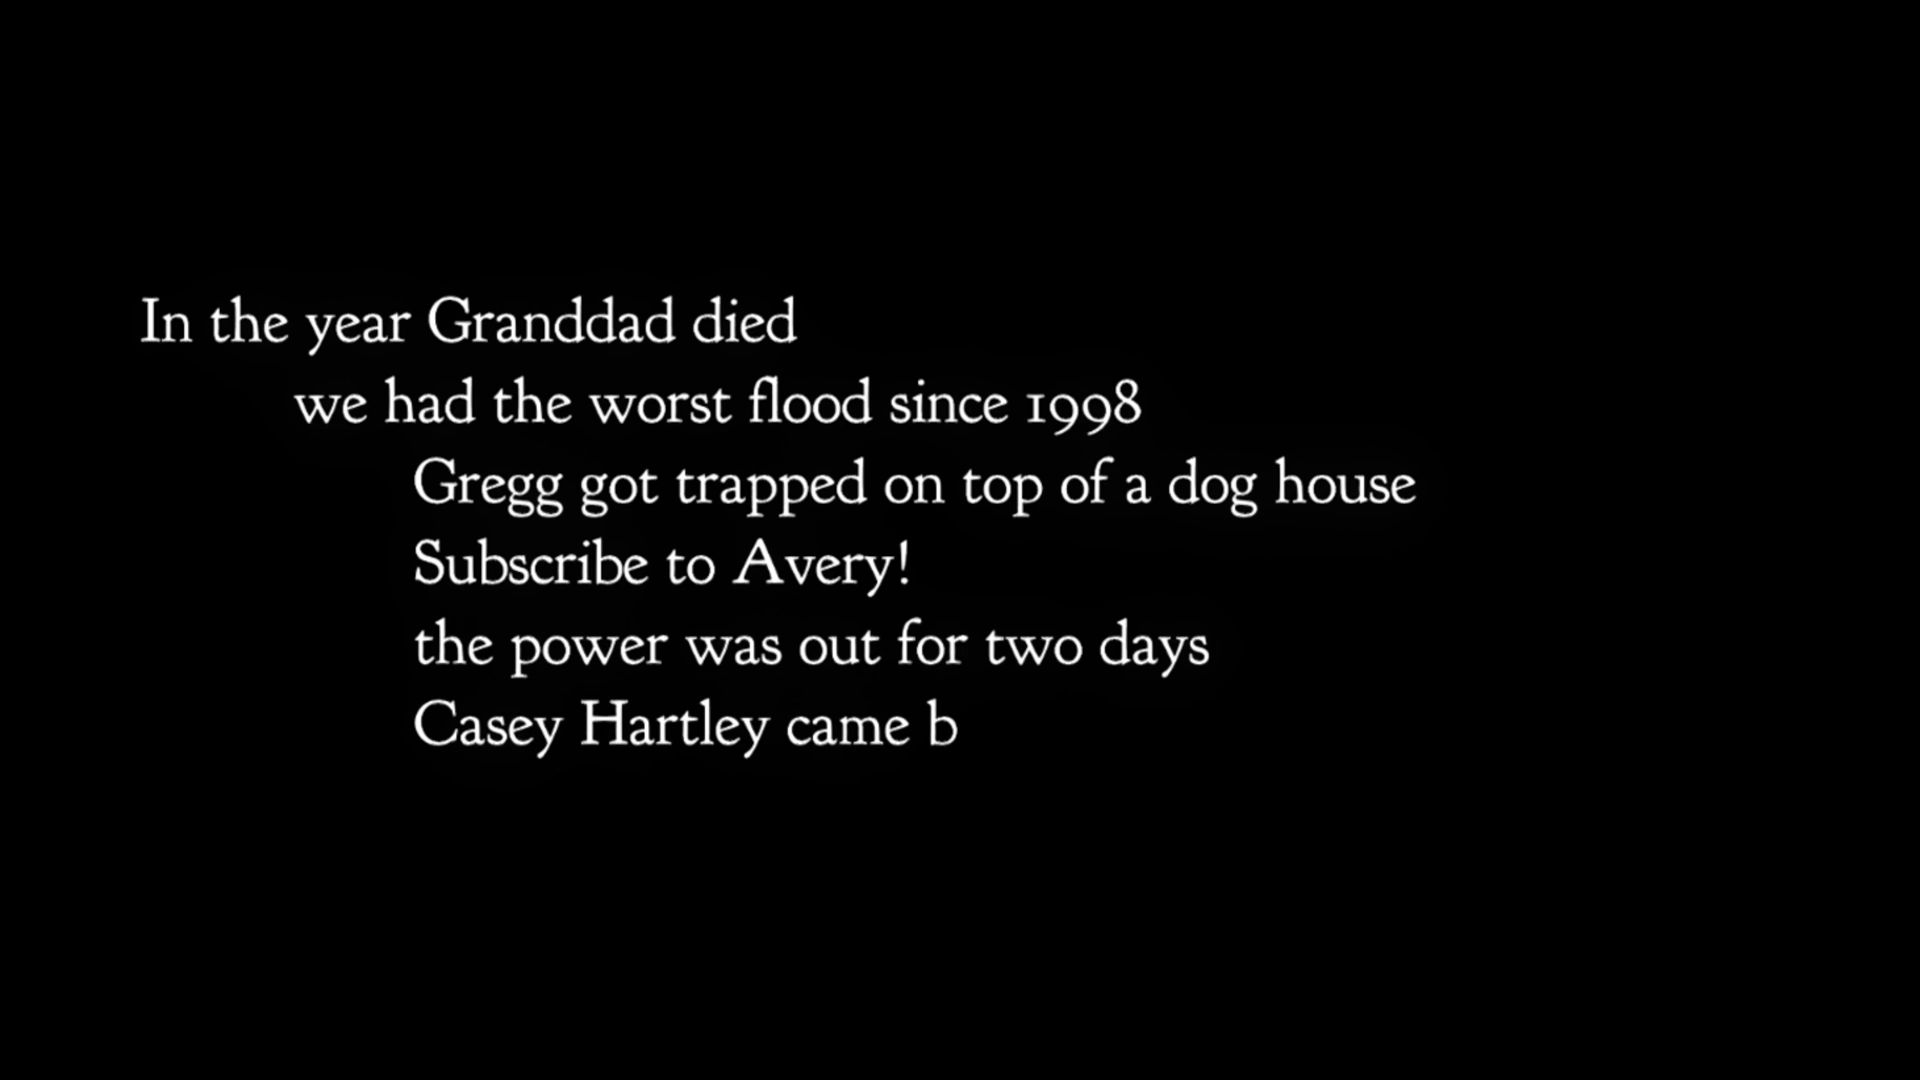 In the year Granddad died
we had the worst flood since 1998
Gregg got trapped on top of a dog house
Subscribe to Avery!
the power was out for two days
Casey Hartley came b